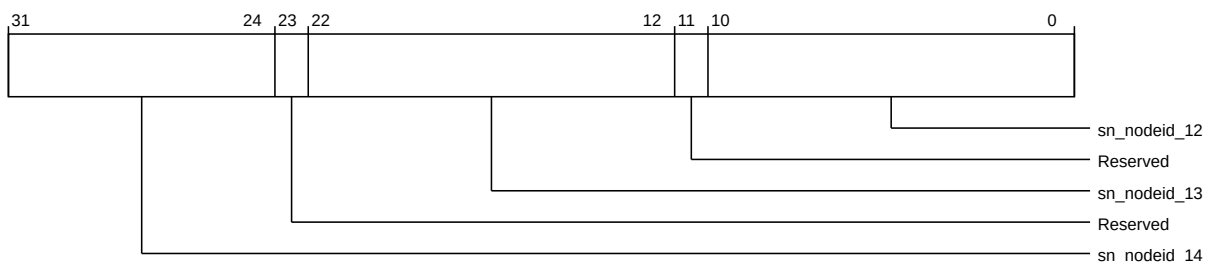 31 24 23 22 12 11 10 0
sn_nodeid_12
Reserved
sn_nodeid_13
Reserved
sn_nodeid_14